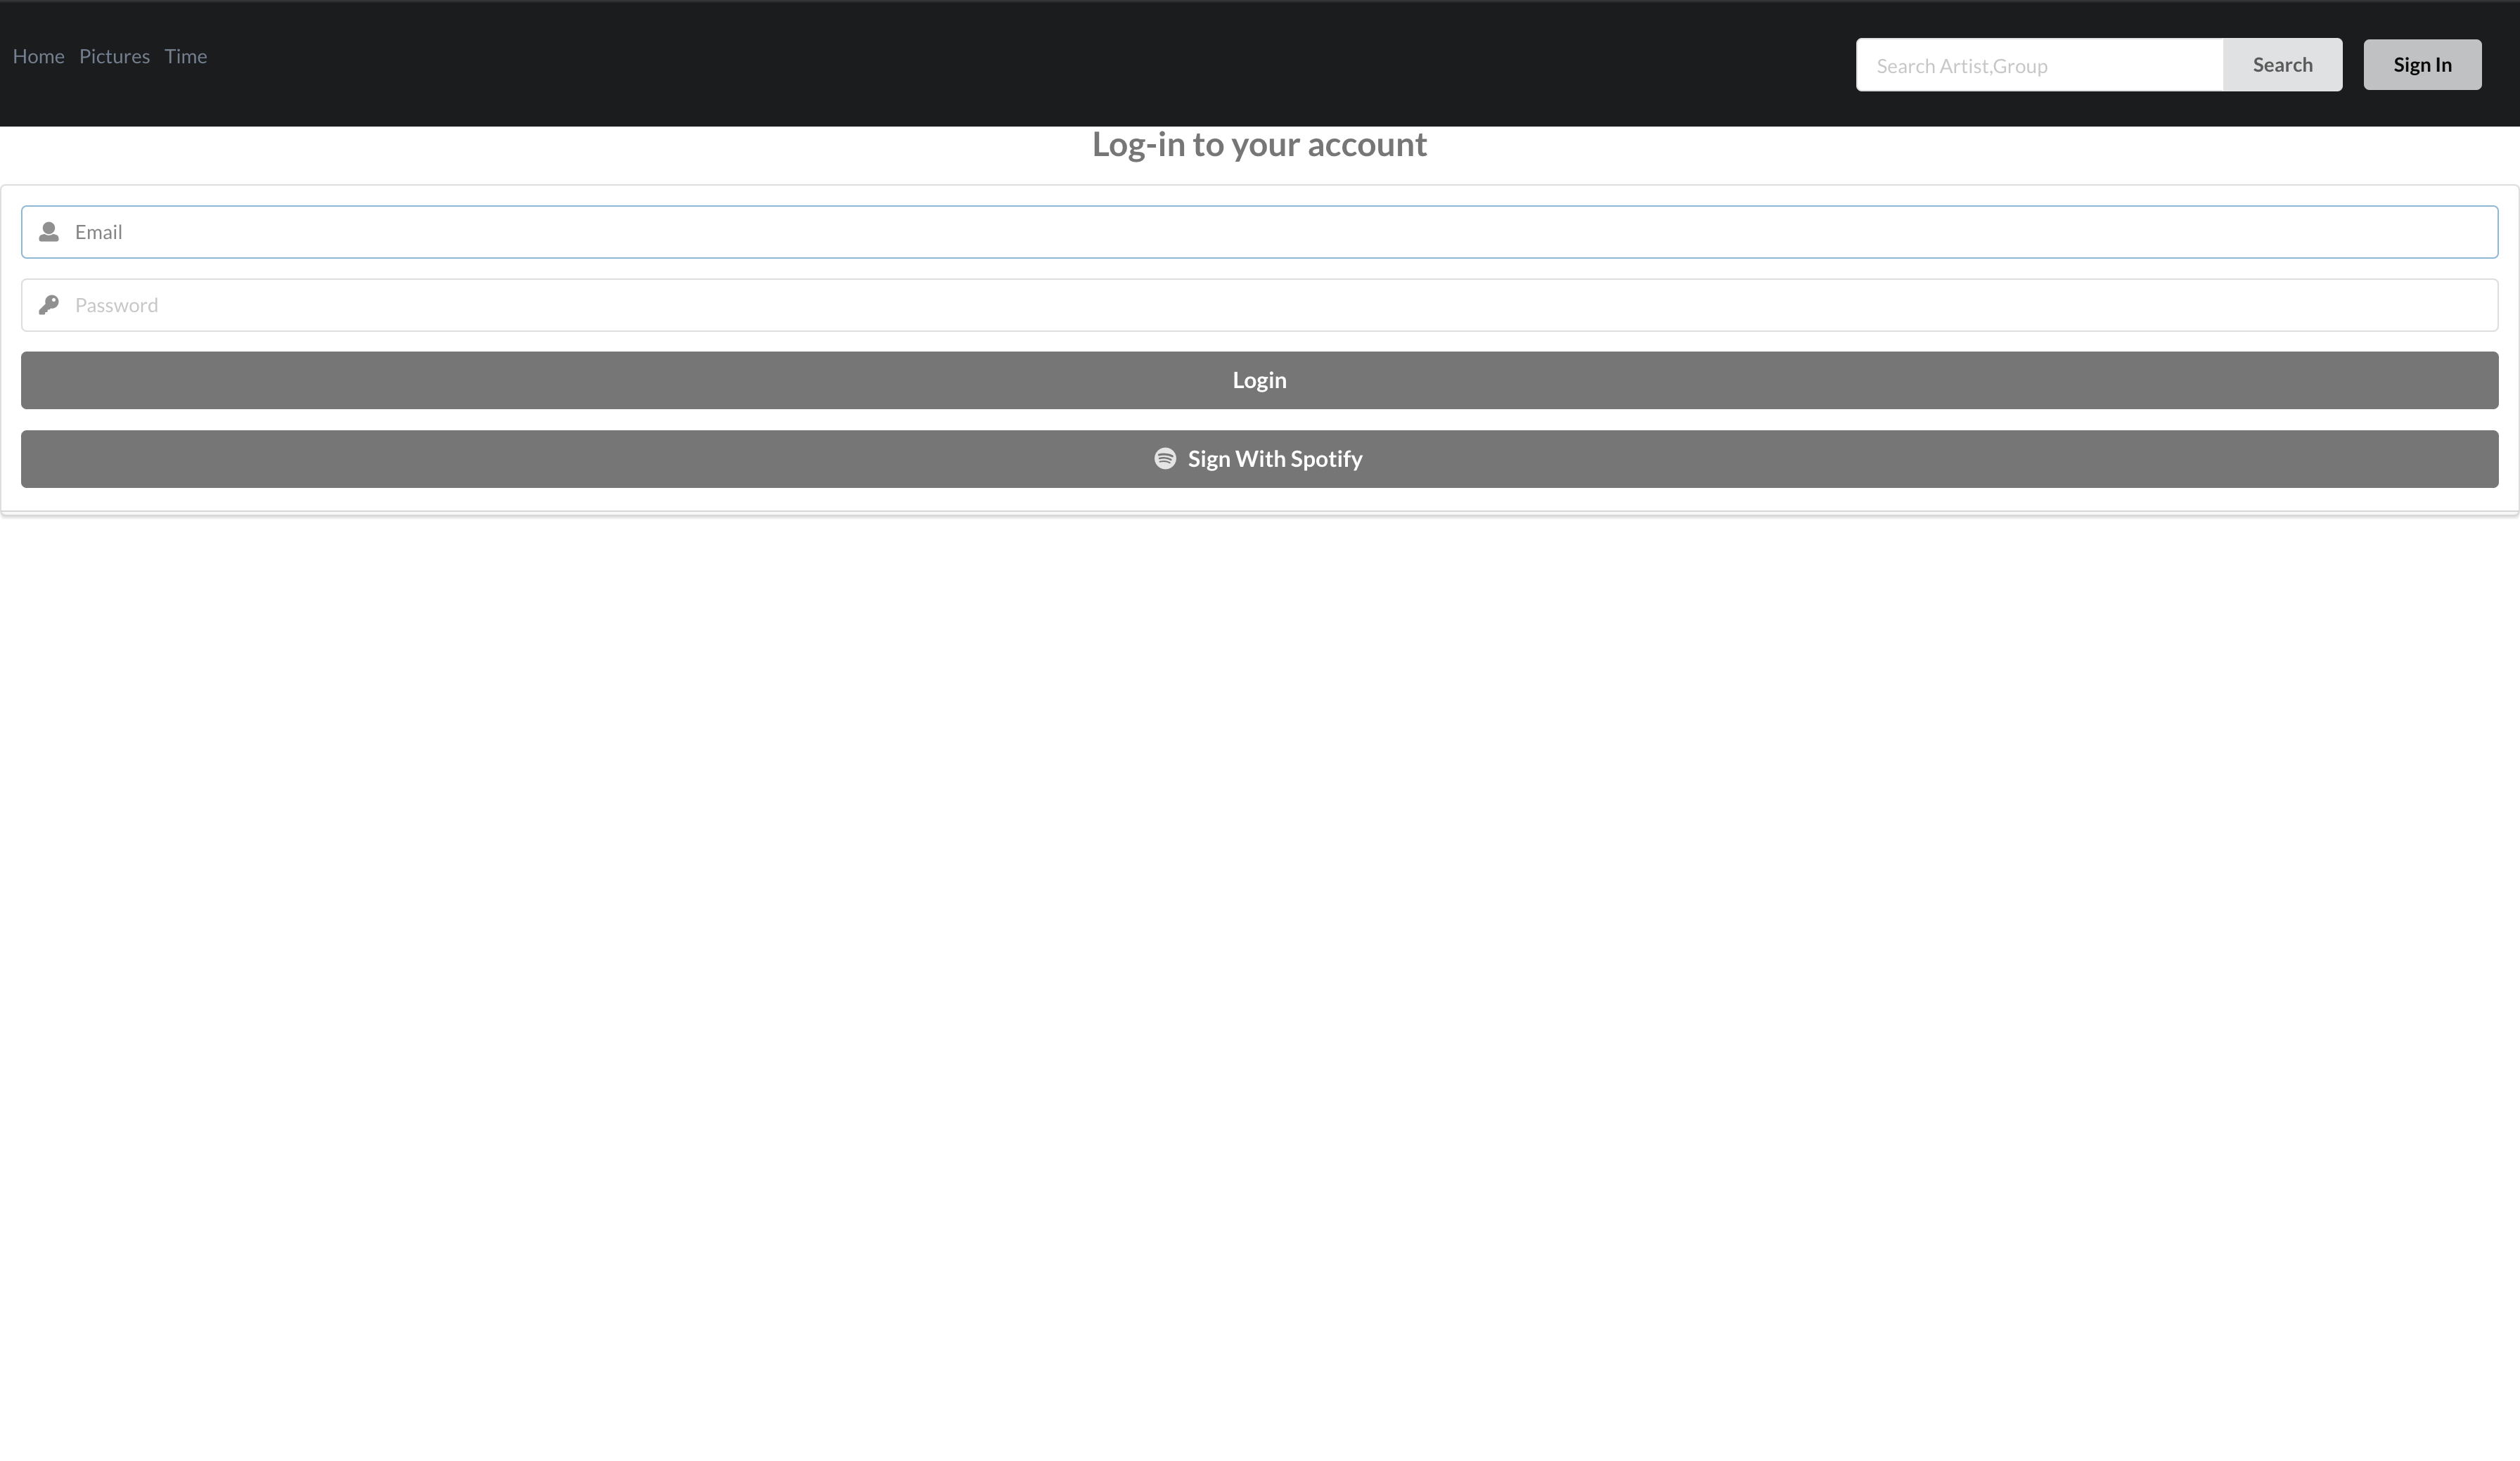 Home Pictures Time
Search Artist,Group Search Sign In
Log-in to your account
Email
Password
Login
Sign With Spotify